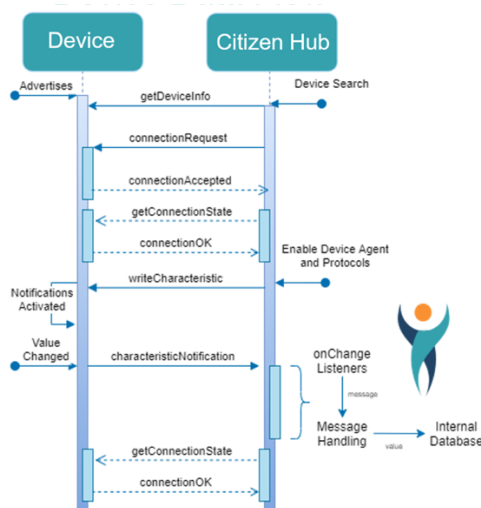 Device
Citizen Hub
Advertises
Device Search
getDeviceInfo
connectionRequest
connectionAccepted
getConnectionState
connectionOK
Enable Device Agent
and Protocols
writeCharacteristic
Notifications
Activated
Value
Changed
characteristicNotification
onChange
Listeners
message
Message
Handling
value
Internal
Database
getConnectionState
connectionOK